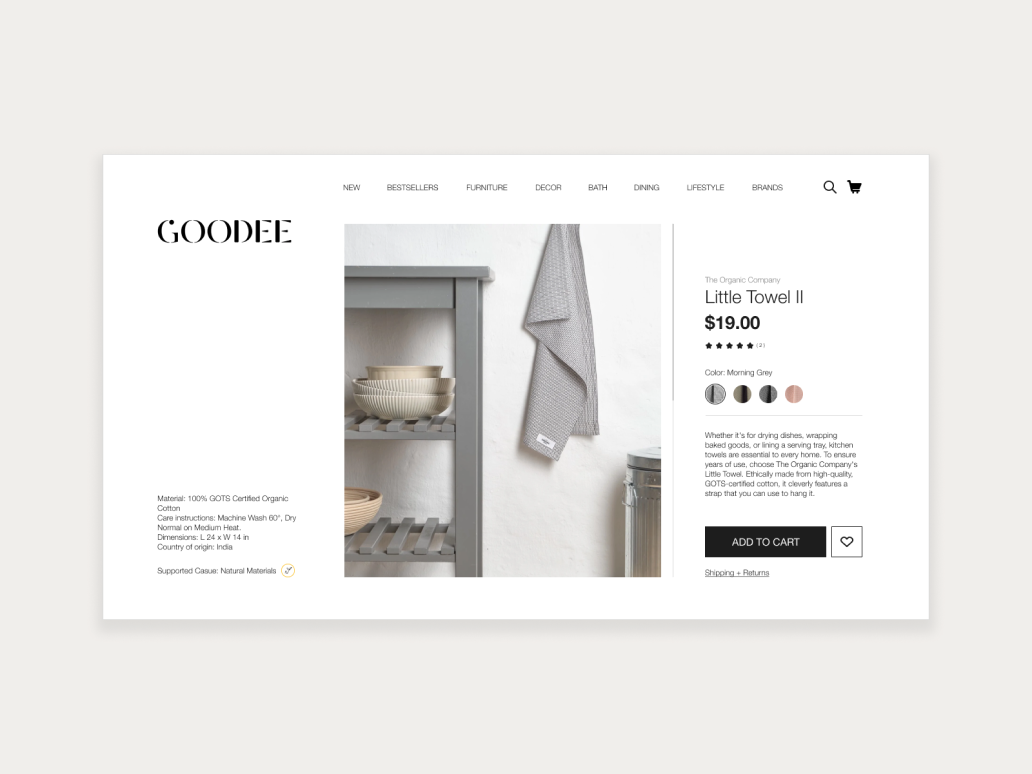 NEW BESTSELLERS FURNITURE DECOR BATH DINING LIFESTYLE BRANDS
GOODEE
Material: 100% GOTS Certified Organic
Cotton
Care instructions: Machine Wash 60°, Dry
Normal on Medium Heat.
Dimensions: L 24 x W 14 in
Country of origin: India
Supported Casue: Natural Materials
The Organic Company
Little Towel II
$19.00
(2)
Color: Morning Grey
Whether it's for drying dishes, wrapping
baked goods, or lining a serving tray, kitchen
towels are essential to every home. To ensure
years of use, choose The Organic Company's
Little Towel. Ethically made from high-quality,
GOTS-certified cotton, it cleverly features a
strap that you can use to hang it.
ADD TO CART
Shipping + Returns